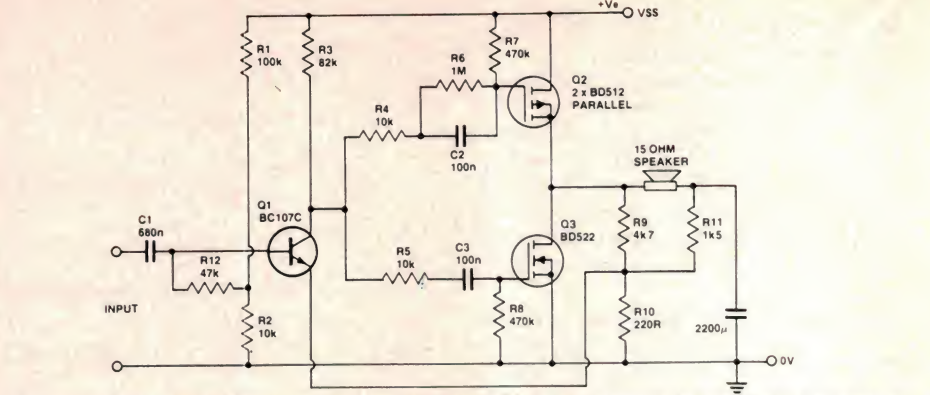 +Ve
VSS
R1
100k
R3
82k
R7
470k
R6
1M
Q2
2 x BD512
PARALLEL
R4
10k
C2
100n
15 OHM
SPEAKER
Q1
BC107C
C1
680n
Q3
BD522
R9
4k7
R11
1k5
R12
47k
R5
10k
C3
100n
INPUT
R2
10k
R8
470k
R10
220R
2200µ
0V